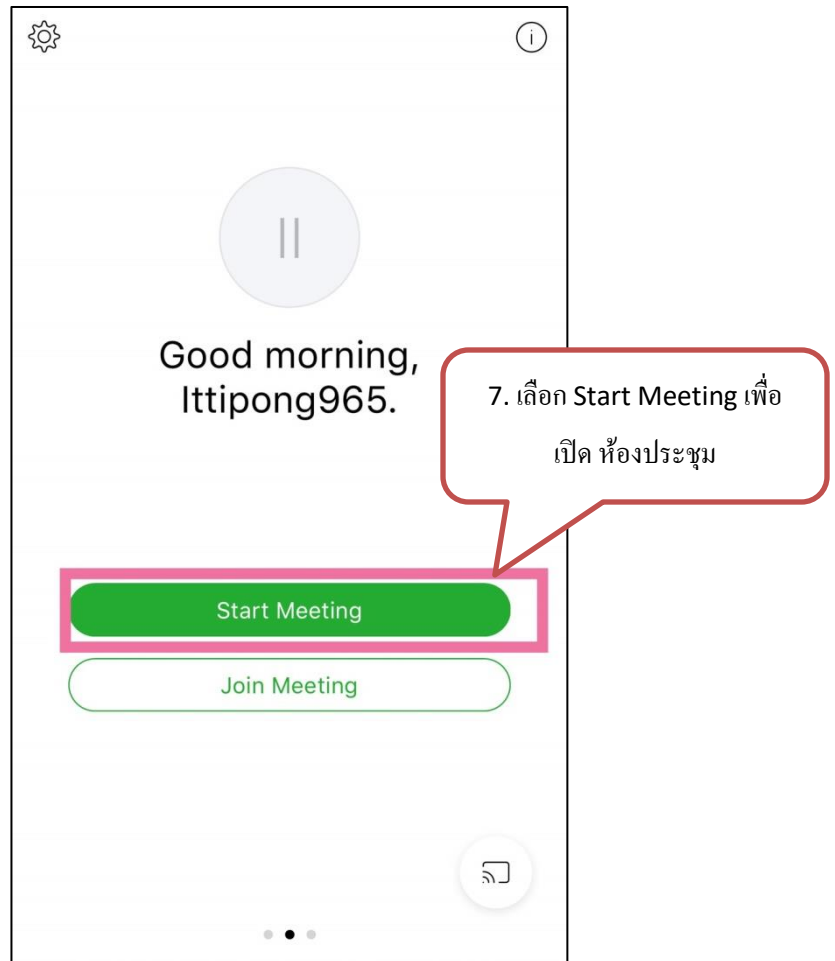 II
Good morning,
Ittipong965.
7. เลือก Start Meeting เพื่อ
เปิด ห้องประชุม
Start Meeting
Join Meeting